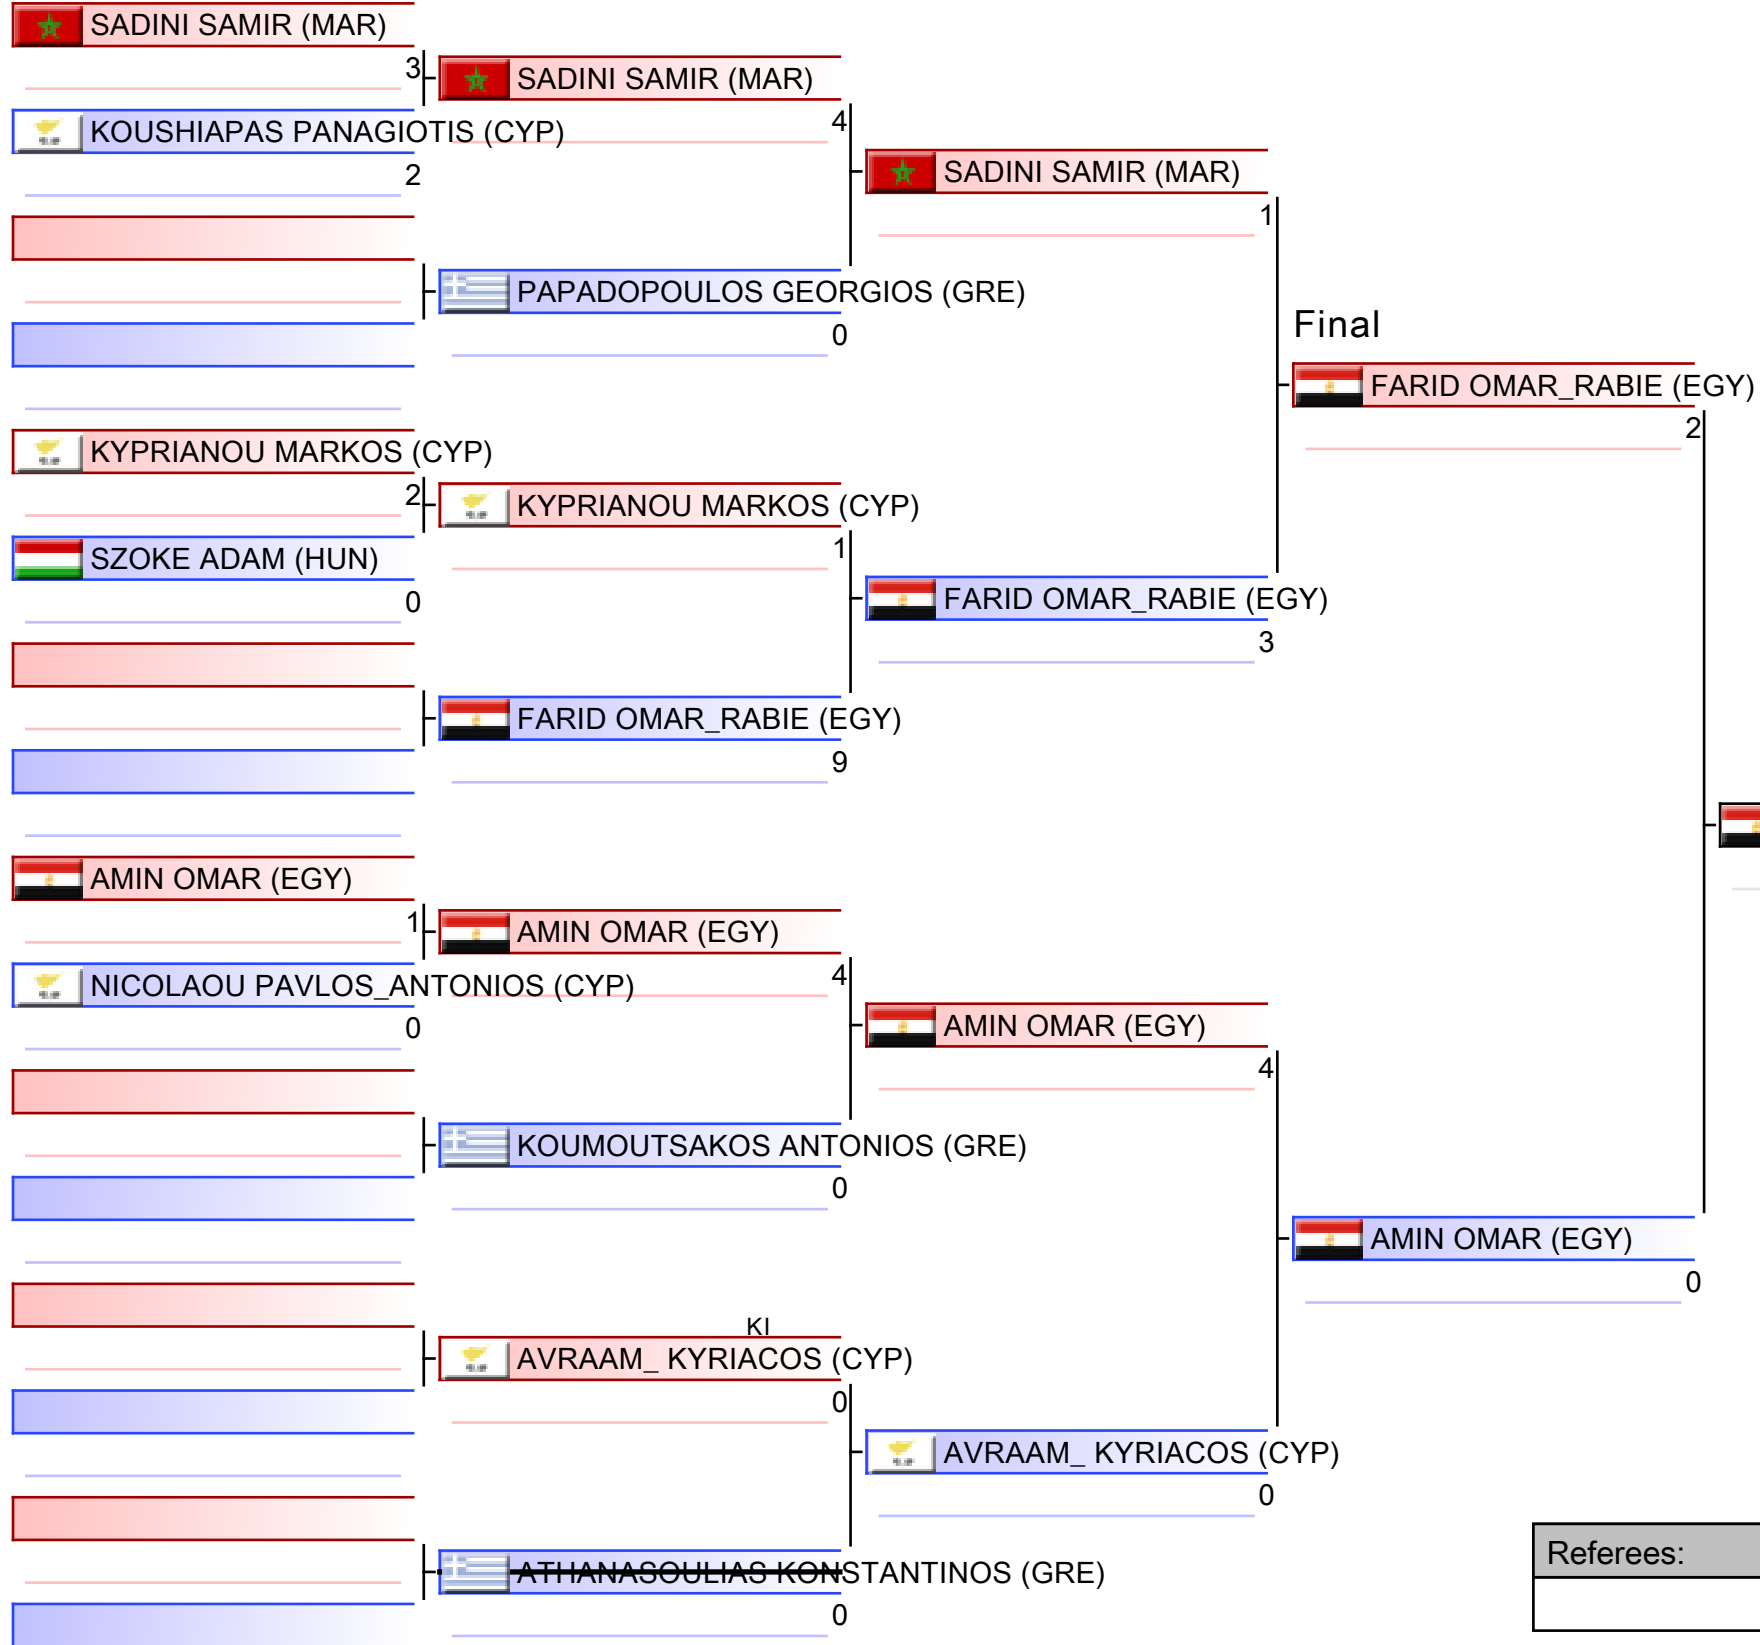 SADINI SAMIR (MAR)
3
SADINI SAMIR (MAR)
KOUSHIAPAS PANAGIOTIS (CYP)
4
2
SADINI SAMIR (MAR)
1
PAPADOPOULOS GEORGIOS (GRE)
0
Final
FARID OMAR_RABIE (EGY)
2
KYPRIANOU MARKOS (CYP)
2
KYPRIANOU MARKOS (CYP)
SZOKE ADAM (HUN)
1
0
FARID OMAR_RABIE (EGY)
3
FARID OMAR_RABIE (EGY)
9
AMIN OMAR (EGY)
1
AMIN OMAR (EGY)
NICOLAOU PAVLOS_ANTONIOS (CYP)
4
0
AMIN OMAR (EGY)
4
KOUMOUTSAKOS ANTONIOS (GRE)
0
AMIN OMAR (EGY)
0
KI
AVRAAM_ KYRIACOS (CYP)
0
AVRAAM_ KYRIACOS (CYP)
0
ATHANASOULIAS KONSTANTINOS (GRE)
0
Referees: